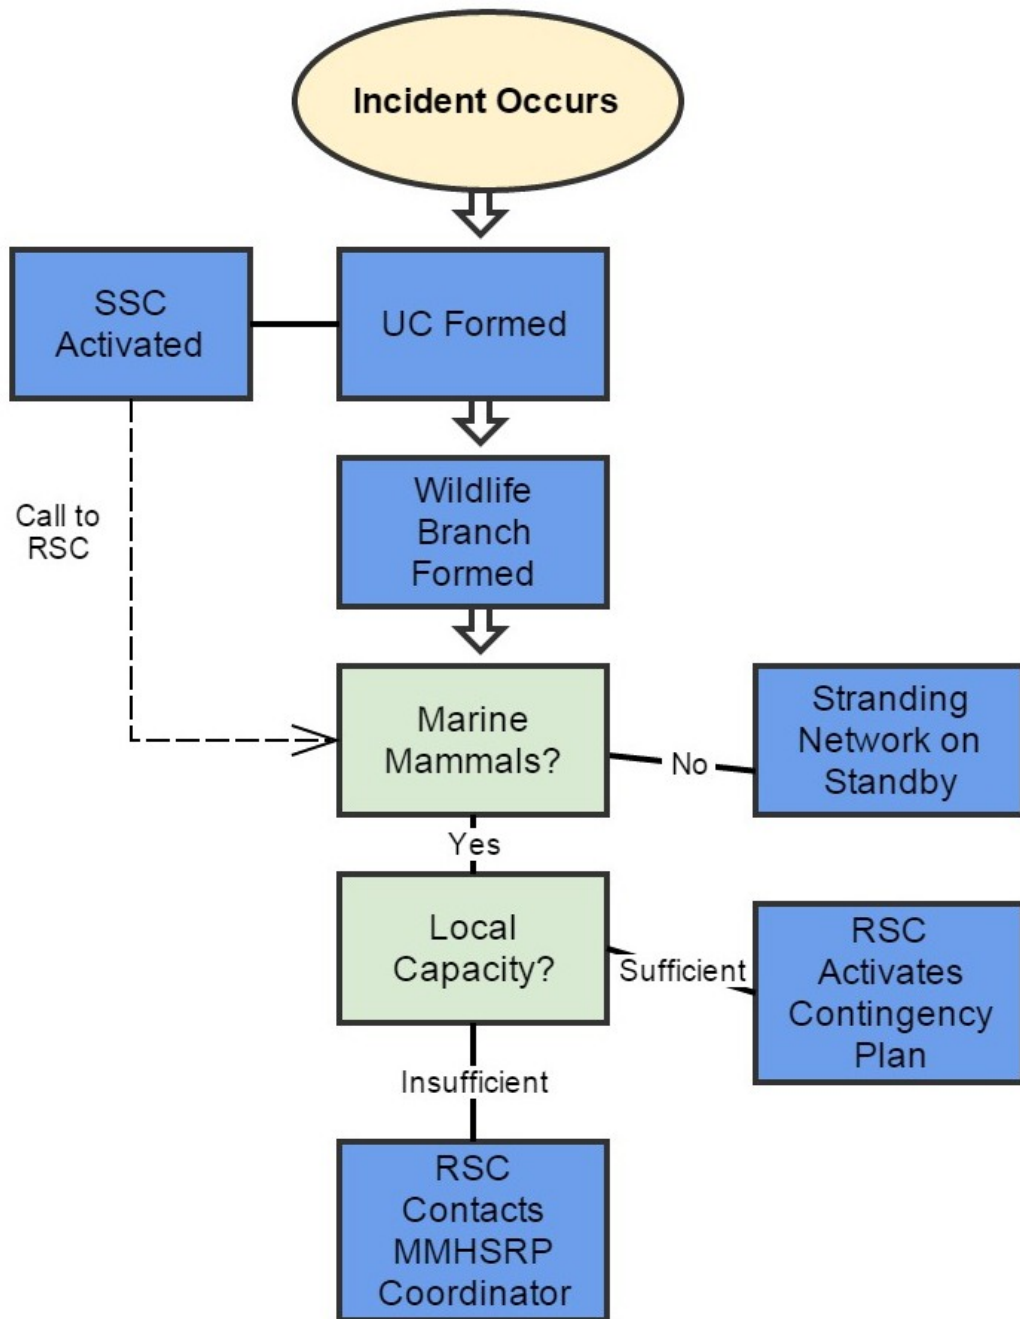 Incident Occurs
SSC
Activated
UC Formed
Wildlife
Branch
Formed
Call to
RSC
Marine
Mammals?
No
Stranding
Network on
Standby
Yes
Local
Capacity?
Sufficient
RSC
Activates
Contingency
Plan
Insufficient
RSC
Contacts
MMHSRP
Coordinator